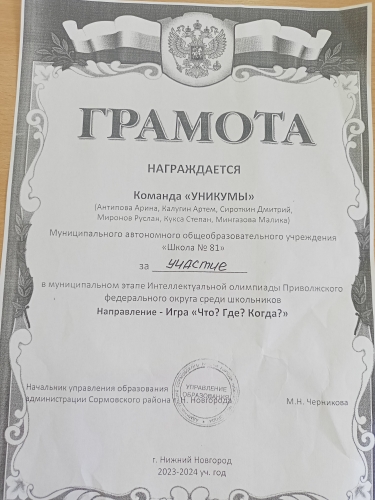 ГРАМОТА
НАГРАЖДАЕТСЯ
Команда «УНИКУМЫ»
(Антипова Арина, Калугин Артем, Сироткин Дмитрий,
Миронов Руслан, Кукса Степан, Мингазова Малика)
Муниципального автономного общеобразовательного учреждения
«Школа № 81»
за участие
в муниципальном этапе Интеллектуальной олимпиады Приволжского
федерального округа среди школьников
Направление - Игра «Что? Где? Когда?»
УПРАВЛЕНИЕ
ОБРАЗОВАНИЯ
Начальник управления образования
администрации Сормовского района г. Н. Новгорода М.Н. Черникова
г. Нижний Новгород
2023-2024 уч. год